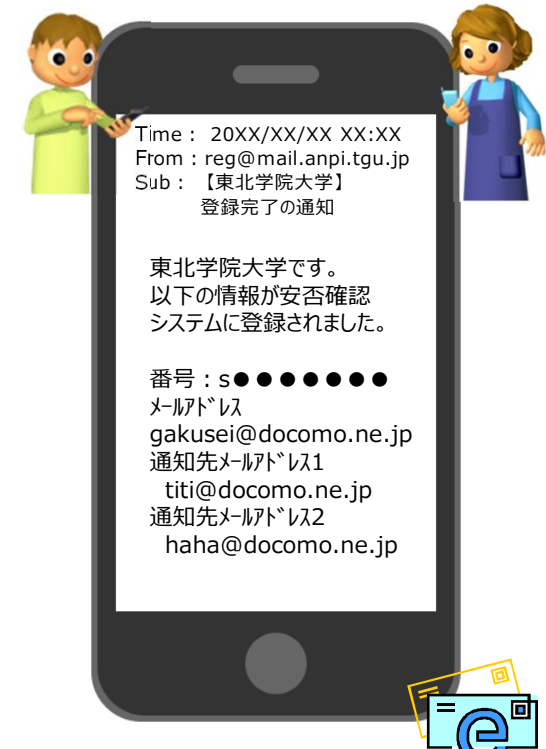 Time： 20XX/XX/XX XX:XX
From：reg@mail.anpi.tgu.jp
Sub： 【東北学院大学】
登録完了の通知
東北学院大学です。
以下の情報が安否確認
システムに登録されました。
番号：s●●●●●●●
ﾒｰﾙｱﾄﾞﾚｽ
gakusei@docomo.ne.jp
通知先ﾒｰﾙｱﾄﾞﾚｽ1
titi@docomo.ne.jp
通知先ﾒｰﾙｱﾄﾞﾚｽ2
haha@docomo.ne.jp